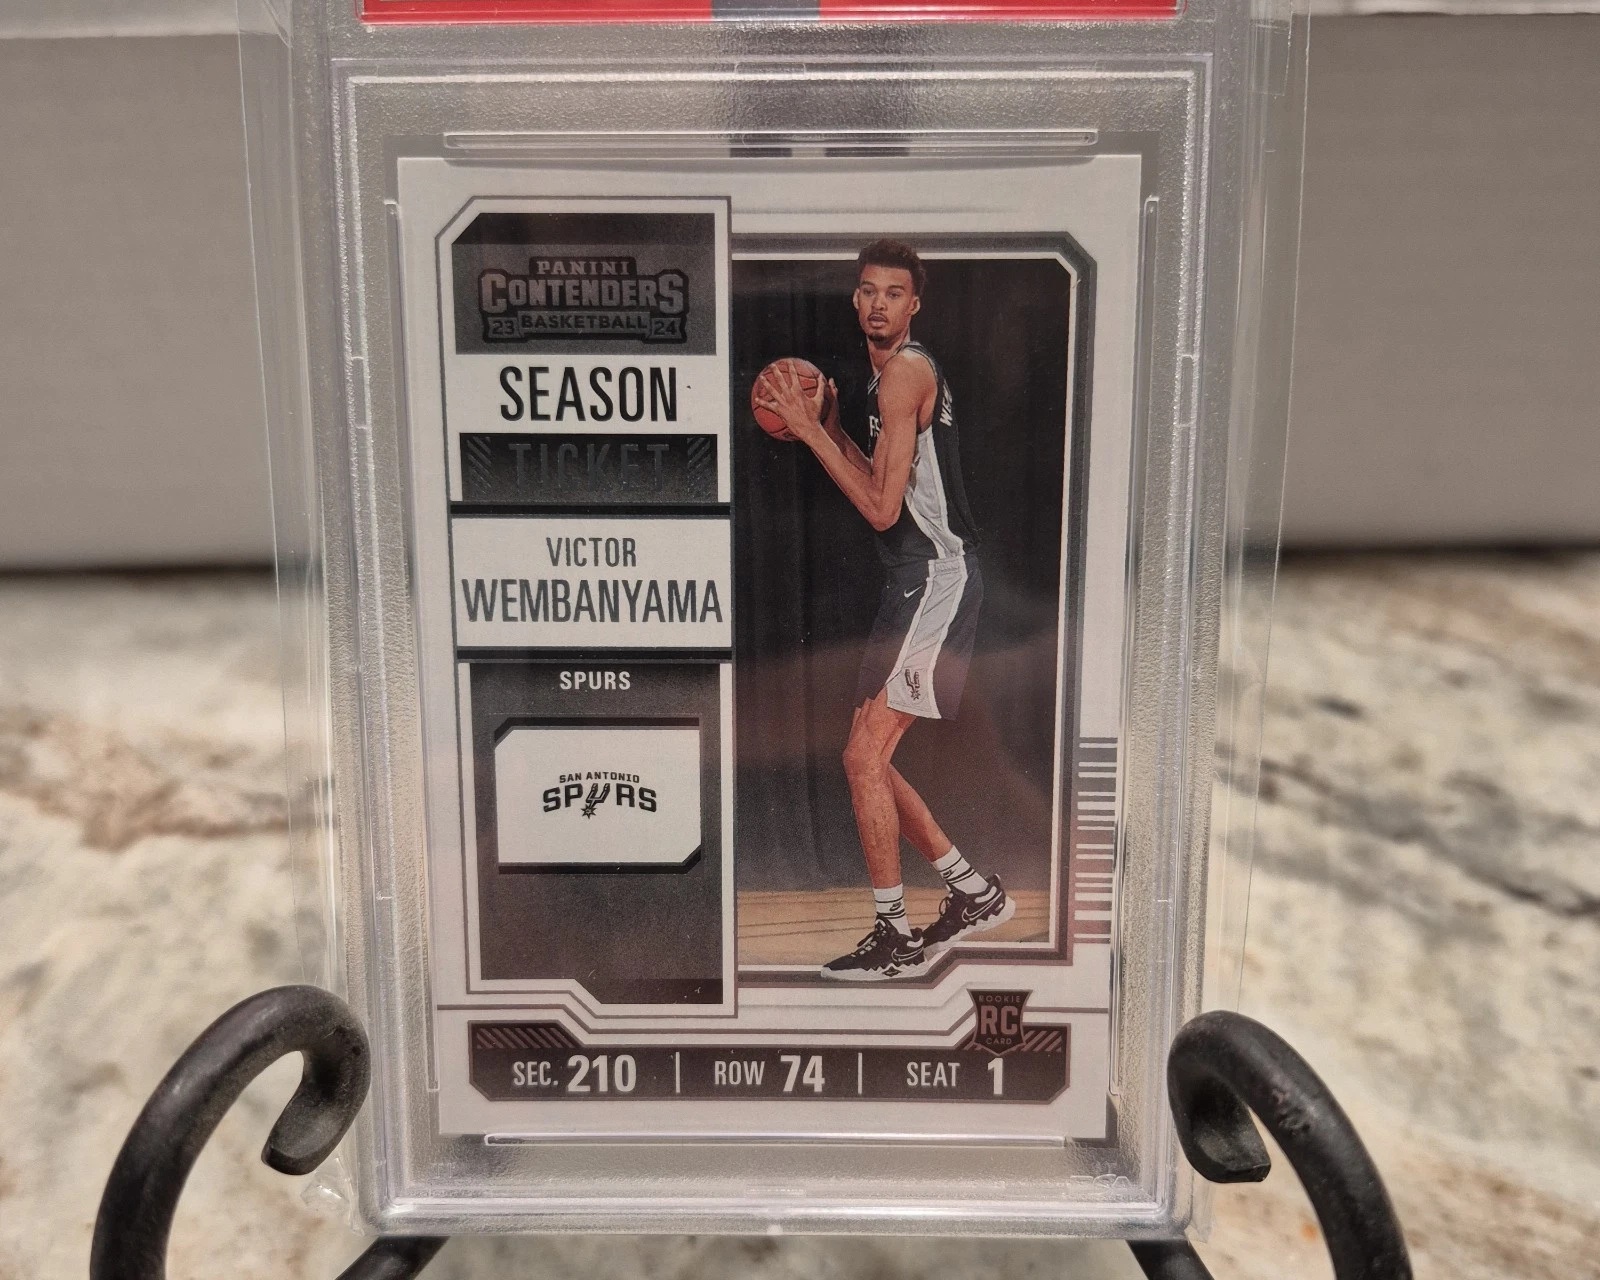 PANINI
CONTENDERS
23 BASKETBALL 24
SEASON
TICKET
VICTOR
WEMBANYAMA
SPURS
SAN ANTONIO
SPURS
ROOKIE
RC
CARD
SEC. 210 | ROW 74 | SEAT 1